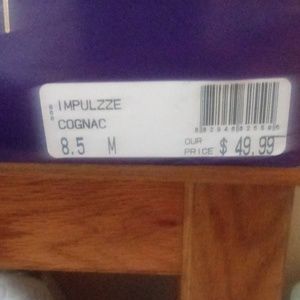 IMPULZZE
COGNAC
8.5 M
OUR
PRICE $ 49.99